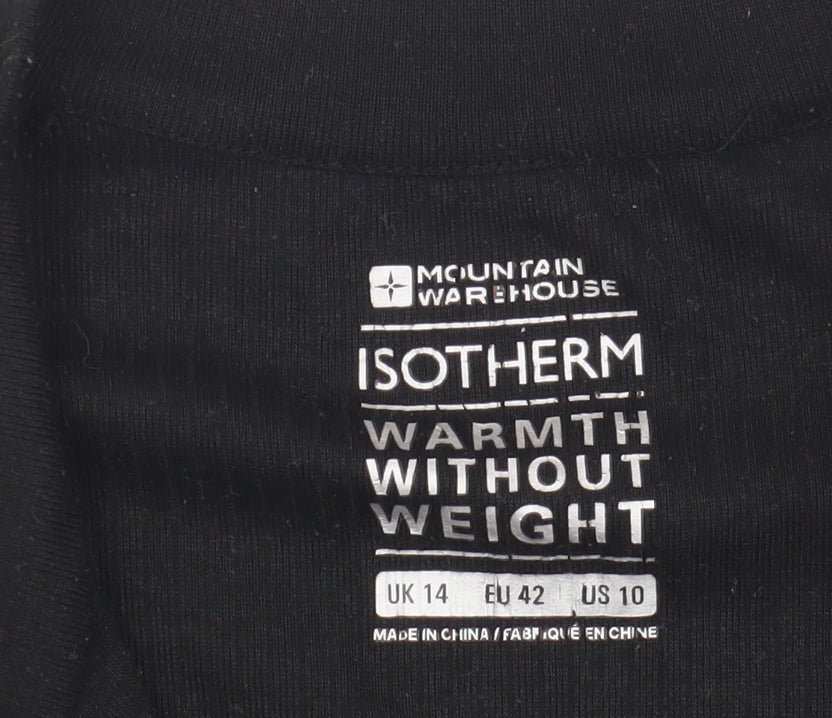 MOUNTAIN
WAREHOUSE
ISOTHERM
WARMTH
WITHOUT
WEIGHT
UK 14 EU 42 US 10
MADE IN CHINA / FABRIQUÉ EN CHINE